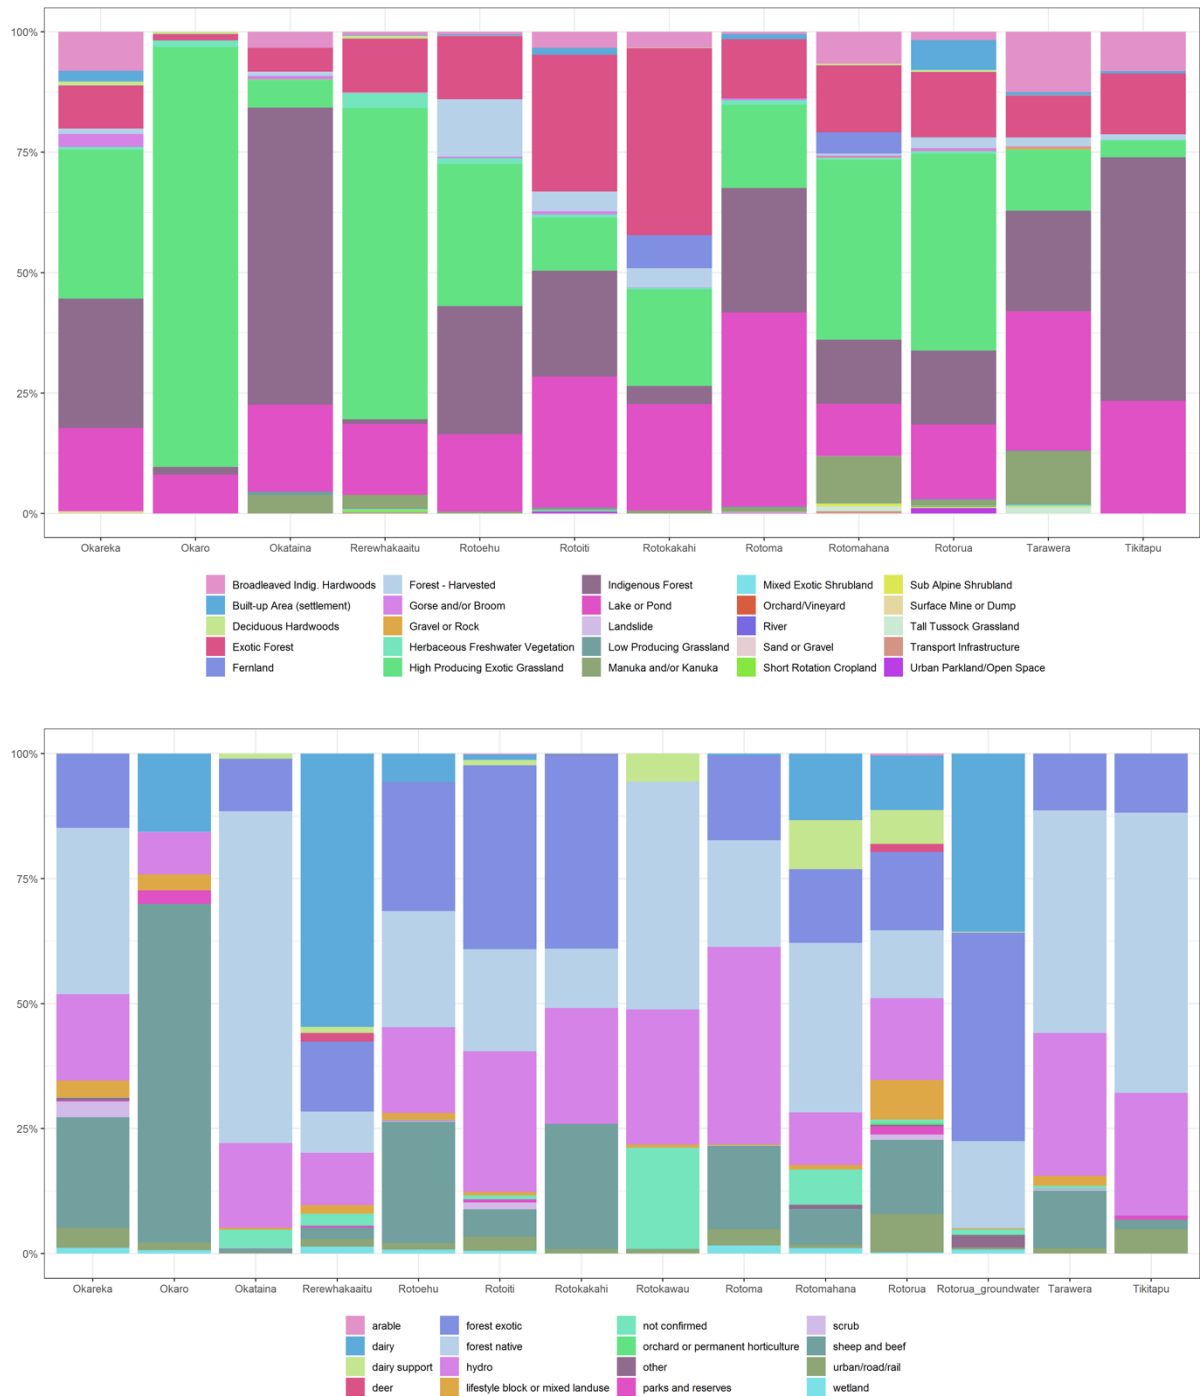 100%
75%
50%
25%
0%
Okareka Okaro Okataina Rerewhakaaitu Rotoehu Rotoiti Rotokakahi Rotoma Rotomahana Rotorua Tarawera Tikitapu
Broadleaved Indig. Hardwoods Forest - Harvested Indigenous Forest Mixed Exotic Shrubland Sub Alpine Shrubland
Built-up Area (settlement) Gorse and/or Broom Lake or Pond Orchard/Vineyard Surface Mine or Dump
Deciduous Hardwoods Gravel or Rock Landslide River Tall Tussock Grassland
Exotic Forest Herbaceous Freshwater Vegetation Low Producing Grassland Sand or Gravel Transport Infrastructure
Fernland High Producing Exotic Grassland Manuka and/or Kanuka Short Rotation Cropland Urban Parkland/Open Space
100%
75%
50%
25%
0%
Okareka Okaro Okataina Rerewhakaaitu Rotoehu Rotoiti Rotokakahi Rotokawau Rotoma Rotomahana Rotorua Rotorua_groundwater Tarawera Tikitapu
arable forest exotic not confirmed scrub
dairy forest native orchard or permanent horticulture sheep and beef
dairy support hydro other urban/road/rail
deer lifestyle block or mixed landuse parks and reserves wetland